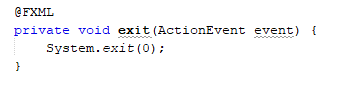 @FXML
private void exit(ActionEvent event) {
    System.exit(0);
}